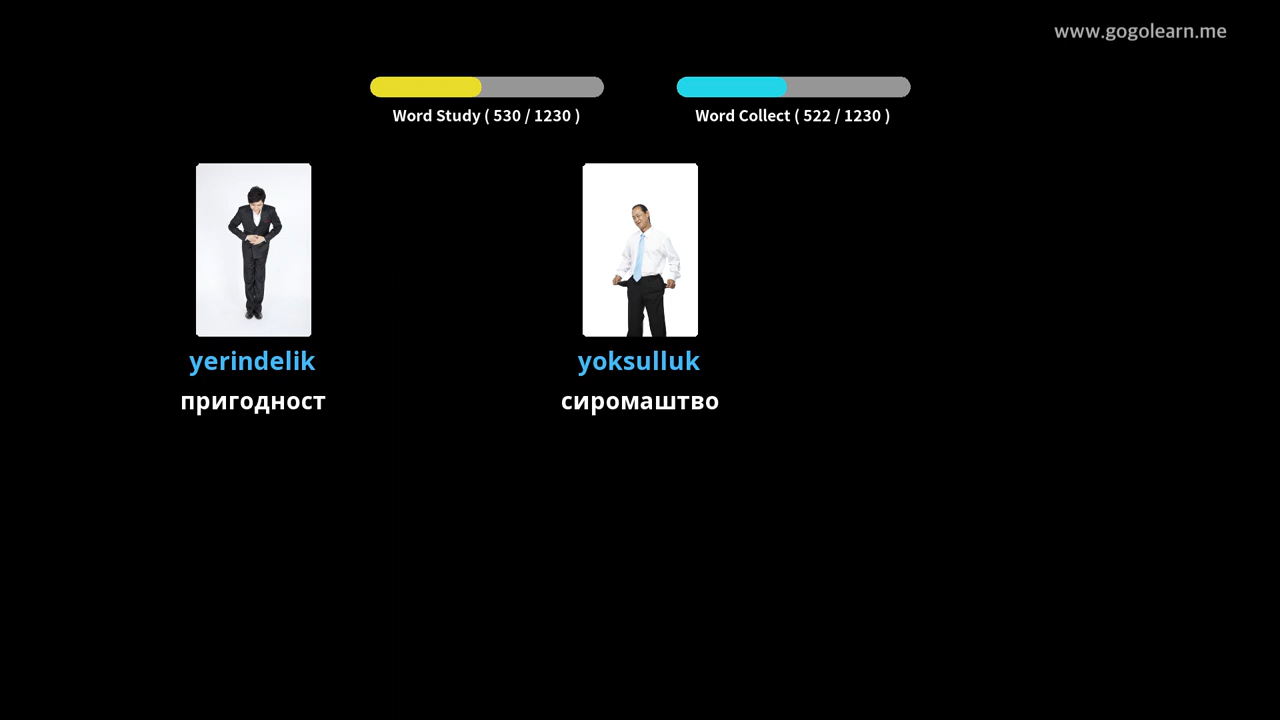 www.gogolearn.me
Word Study ( 530 / 1230 )
Word Collect ( 522 / 1230 )
yerindelik
yoksulluk
пригодност
сиромаштво